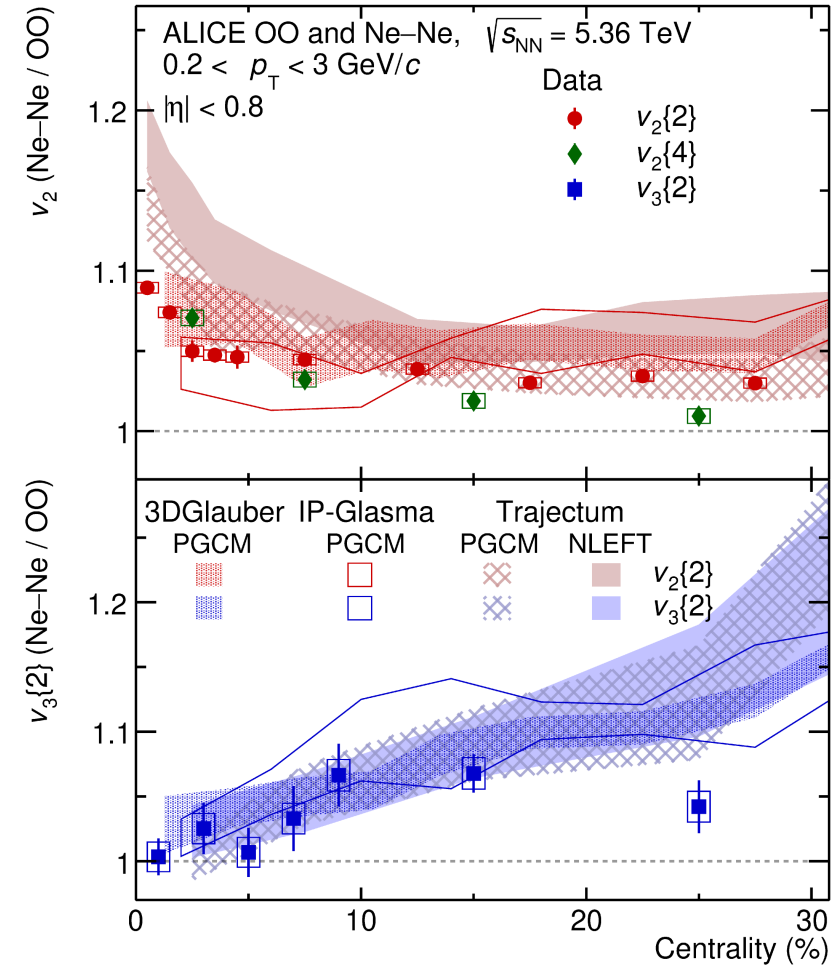 ALICE OO and Ne–Ne, √sNN = 5.36 TeV
0.2 < pT < 3 GeV/c
|η| < 0.8
Data
v2{2}
v2{4}
v3{2}
v2 (Ne–Ne / OO)
1.2
1.1
1
3DGlauber IP-Glasma Trajectum
PGCM PGCM PGCM NLEFT
v2{2}
v3{2}
v3{2} (Ne–Ne / OO)
1.2
1.1
1
0 10 20 30
Centrality (%)